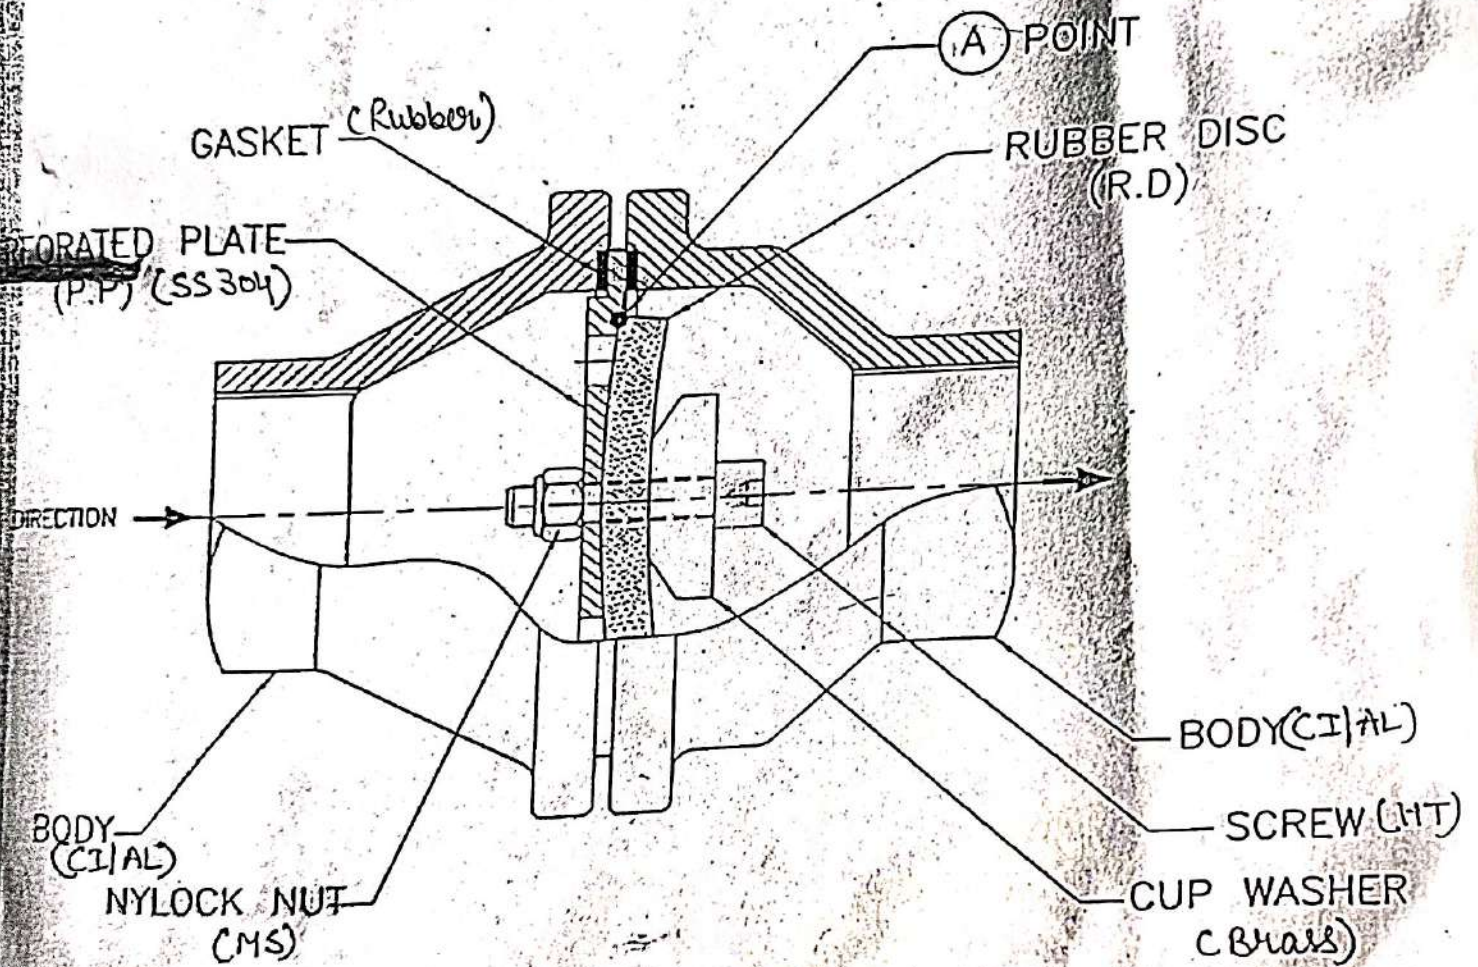 (A) POINT
GASKET (Rubber)
RUBBER DISC
(R.D)
RFORATED PLATE
(P.P) (SS304)
DIRECTION
BODY (CI/AL)
BODY
(CI/AL)
SCREW (HT)
NYLOCK NUT
(MS)
CUP WASHER
(Brass)